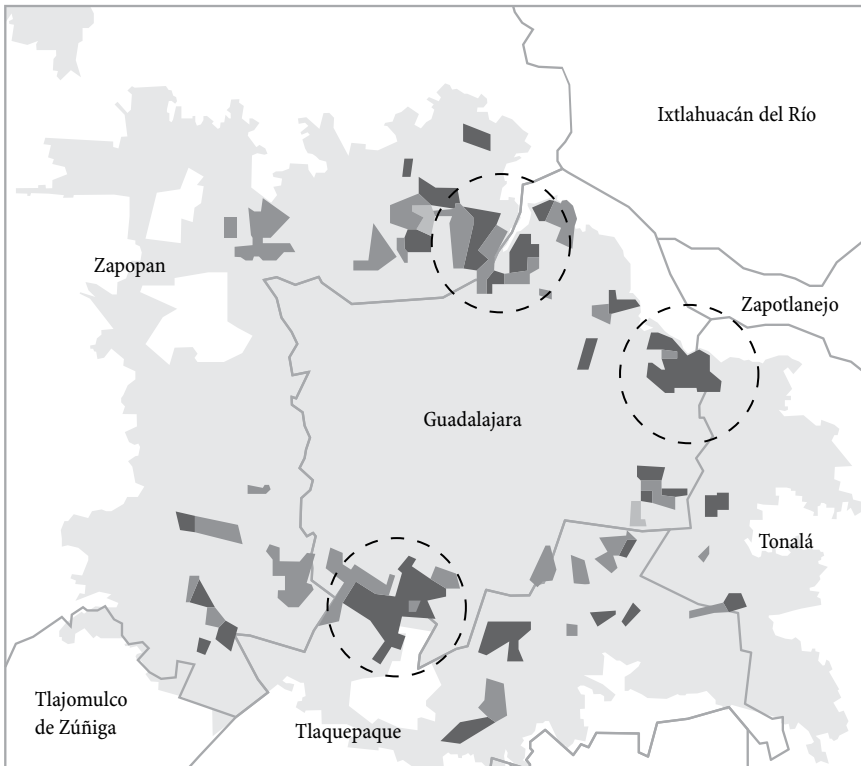 Ixtlahuacán del Río
Zapopan
Zapotlanejo
Guadalajara
Tonalá
Tlajomulco
de Zúñiga
Tlaquepaque